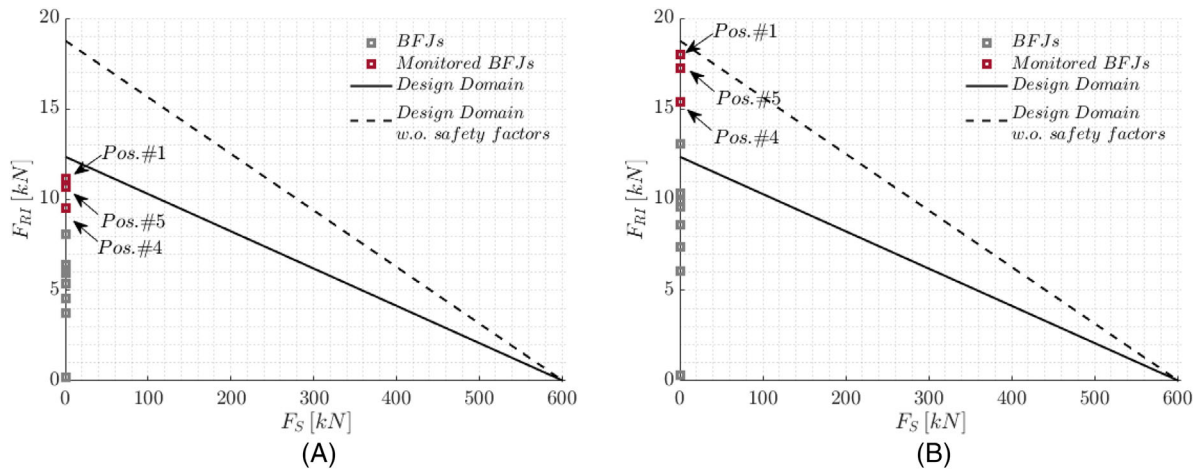 20
15
10
5
0
F_RI [kN]
BFJs
Monitored BFJs
Design Domain
Design Domain
w.o. safety factors
Pos.#1
Pos.#5
Pos.#4
0 100 200 300 400 500 600
F_S [kN]
(A)
20
15
10
5
0
F_RI [kN]
Pos.#1
BFJs
Monitored BFJs
Design Domain
Pos.#5
Design Domain
w.o. safety factors
Pos.#4
0 100 200 300 400 500 600
F_S [kN]
(B)